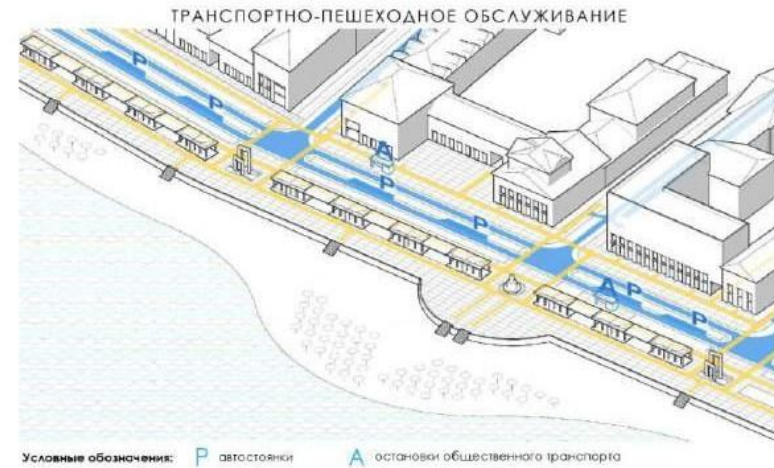 ТРАНСПОРТНО-ПЕШЕХОДНОЕ ОБСЛУЖИВАНИЕ
P
P
A
P
P
A
P
P
Условные обозначения: P автостоянки A остановки общественного транспорта